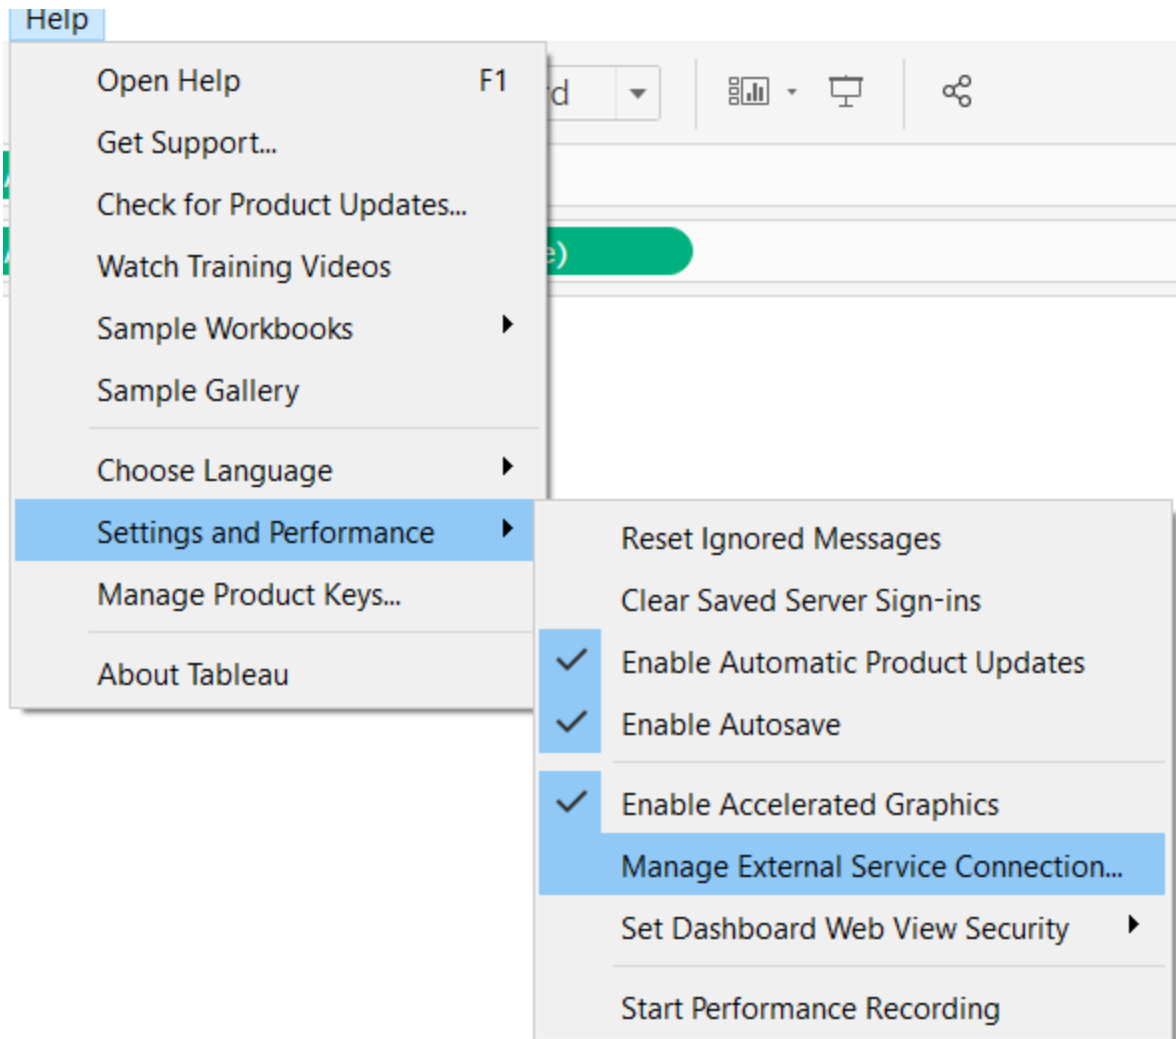 Help
Open Help F1
Get Support...
Check for Product Updates...
Watch Training Videos
Sample Workbooks
Sample Gallery
Choose Language
Settings and Performance
Manage Product Keys...
About Tableau
rd
e)
Reset Ignored Messages
Clear Saved Server Sign-ins
Enable Automatic Product Updates
Enable Autosave
Enable Accelerated Graphics
Manage External Service Connection...
Set Dashboard Web View Security
Start Performance Recording